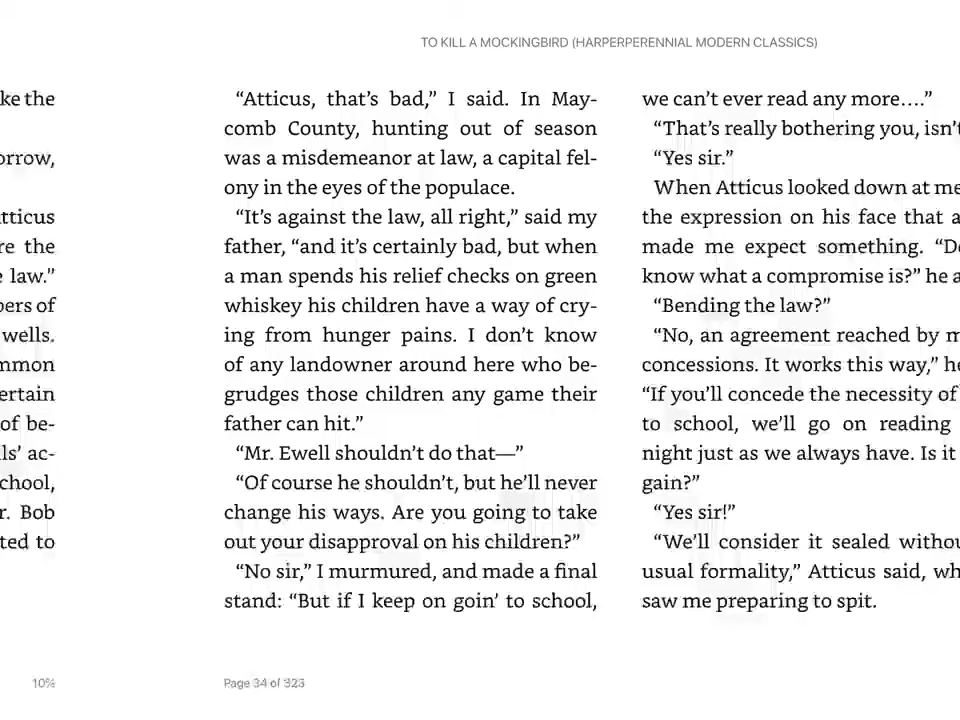 TO KILL A MOCKINGBIRD (HARPERPERENNIAL MODERN CLASSICS)
ke the
orrow,
tticus
re the
law."
bers of
wells.
mmon
ertain
of be-
lls' ac-
chool,
r. Bob
ted to
10%
“Atticus, that’s bad,” I said. In May-
comb County, hunting out of season
was a misdemeanor at law, a capital fel-
ony in the eyes of the populace.
“It’s against the law, all right,” said my
father, “and it’s certainly bad, but when
a man spends his relief checks on green
whiskey his children have a way of cry-
ing from hunger pains. I don’t know
of any landowner around here who be-
grudges those children any game their
father can hit.”
“Mr. Ewell shouldn’t do that—”
“Of course he shouldn’t, but he’ll never
change his ways. Are you going to take
out your disapproval on his children?”
“No sir,” I murmured, and made a final
stand: “But if I keep on goin’ to school,
Page 34 of 323
we can’t ever read any more....”
“That’s really bothering you, isn’t
“Yes sir.”
When Atticus looked down at me
the expression on his face that a
made me expect something. “Do
know what a compromise is?” he a
“Bending the law?”
“No, an agreement reached by m
concessions. It works this way,” he
“If you’ll concede the necessity of
to school, we’ll go on reading
night just as we always have. Is it
gain?”
“Yes sir!”
“We’ll consider it sealed withou
usual formality,” Atticus said, wh
saw me preparing to spit.